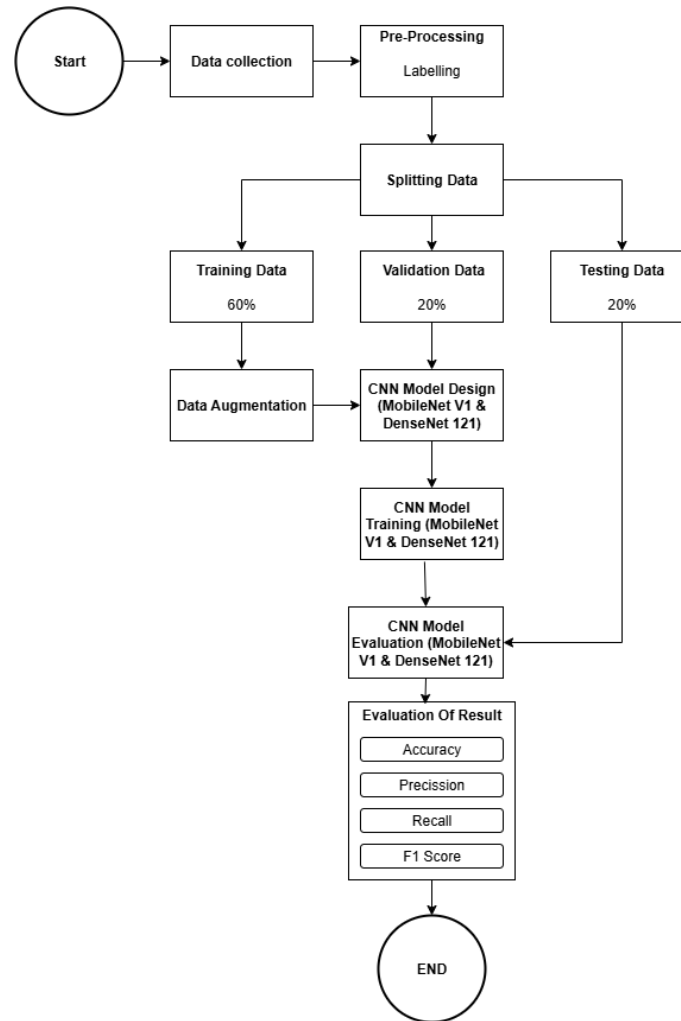 Start
Data collection
Pre-Processing
Labelling
Splitting Data
Training Data
60%
Validation Data
20%
Testing Data
20%
Data Augmentation
CNN Model Design
(MobileNet V1 &
DenseNet 121)
CNN Model
Training (MobileNet
V1 & DenseNet 121)
CNN Model
Evaluation (MobileNet
V1 & DenseNet 121)
Evaluation Of Result
Accuracy
Precission
Recall
F1 Score
END